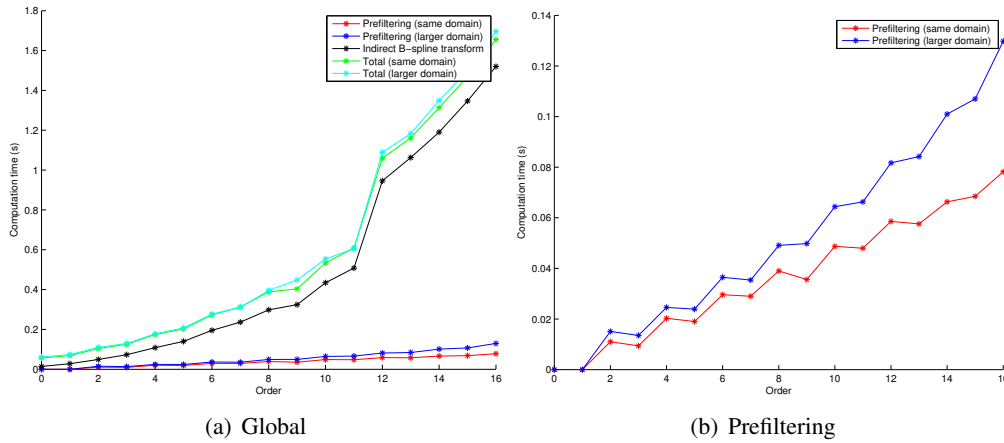 Prefiltering (same domain)
Prefiltering (larger domain)
Indirect B−spline transform
Total (same domain)
Total (larger domain)
1.8
1.6
1.4
1.2
1
0.8
0.6
0.4
0.2
0
Computation time (s)
0 2 4 6 8 10 12 14 16
Order
(a) Global
Prefiltering (same domain)
Prefiltering (larger domain)
0.14
0.12
0.1
0.08
0.06
0.04
0.02
0
Computation time (s)
0 2 4 6 8 10 12 14 16
Order
(b) Prefiltering